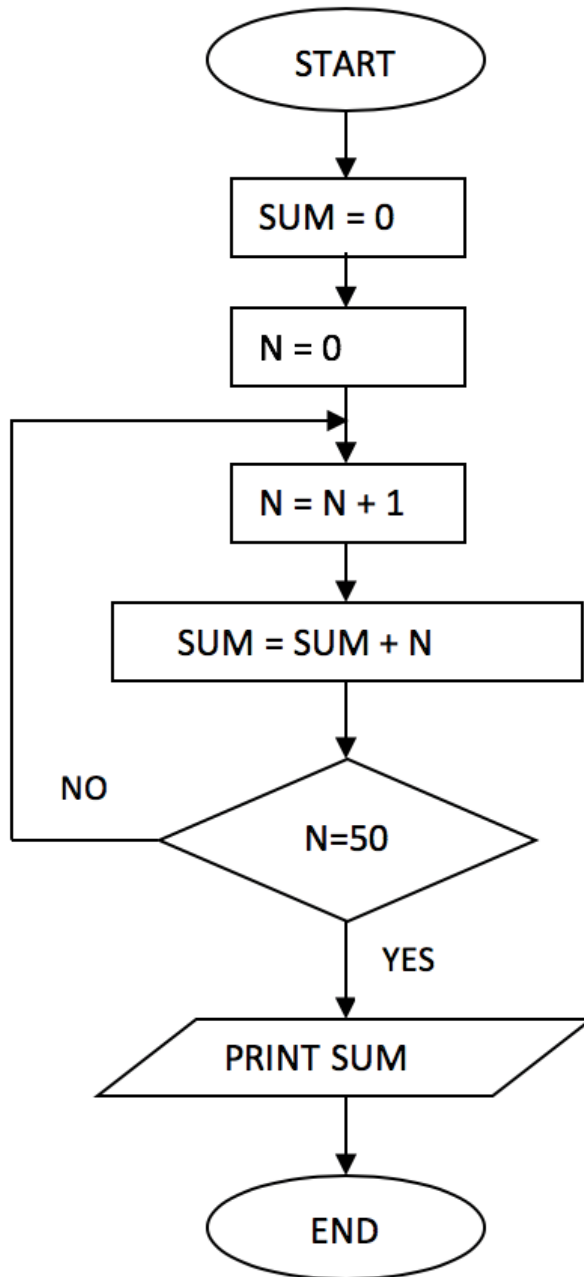 START
SUM = 0
N = 0
N = N + 1
SUM = SUM + N
NO
N=50
YES
PRINT SUM
END